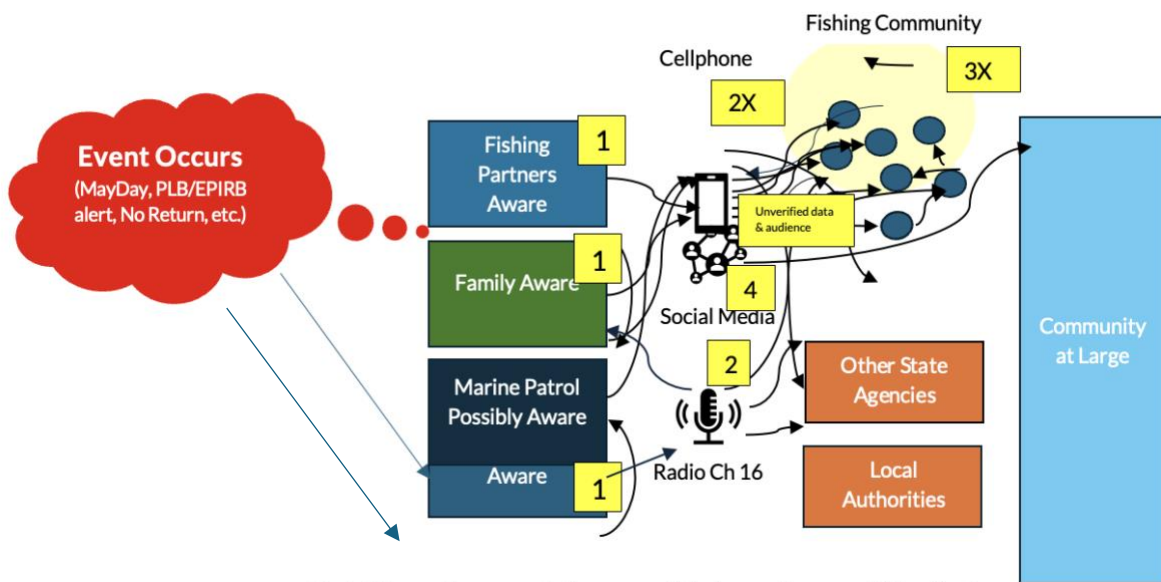 Fishing Community
Cellphone
3X
2X
Event Occurs
(MayDay, PLB/EPIRB
alert, No Return, etc.)
Fishing
Partners
Aware
1
Unverified data
& audience
Family Aware
1
4
Social Media
Community
at Large
Marine Patrol
Possibly Aware
2
Other State
Agencies
Aware
1
Radio Ch 16
Local
Authorities